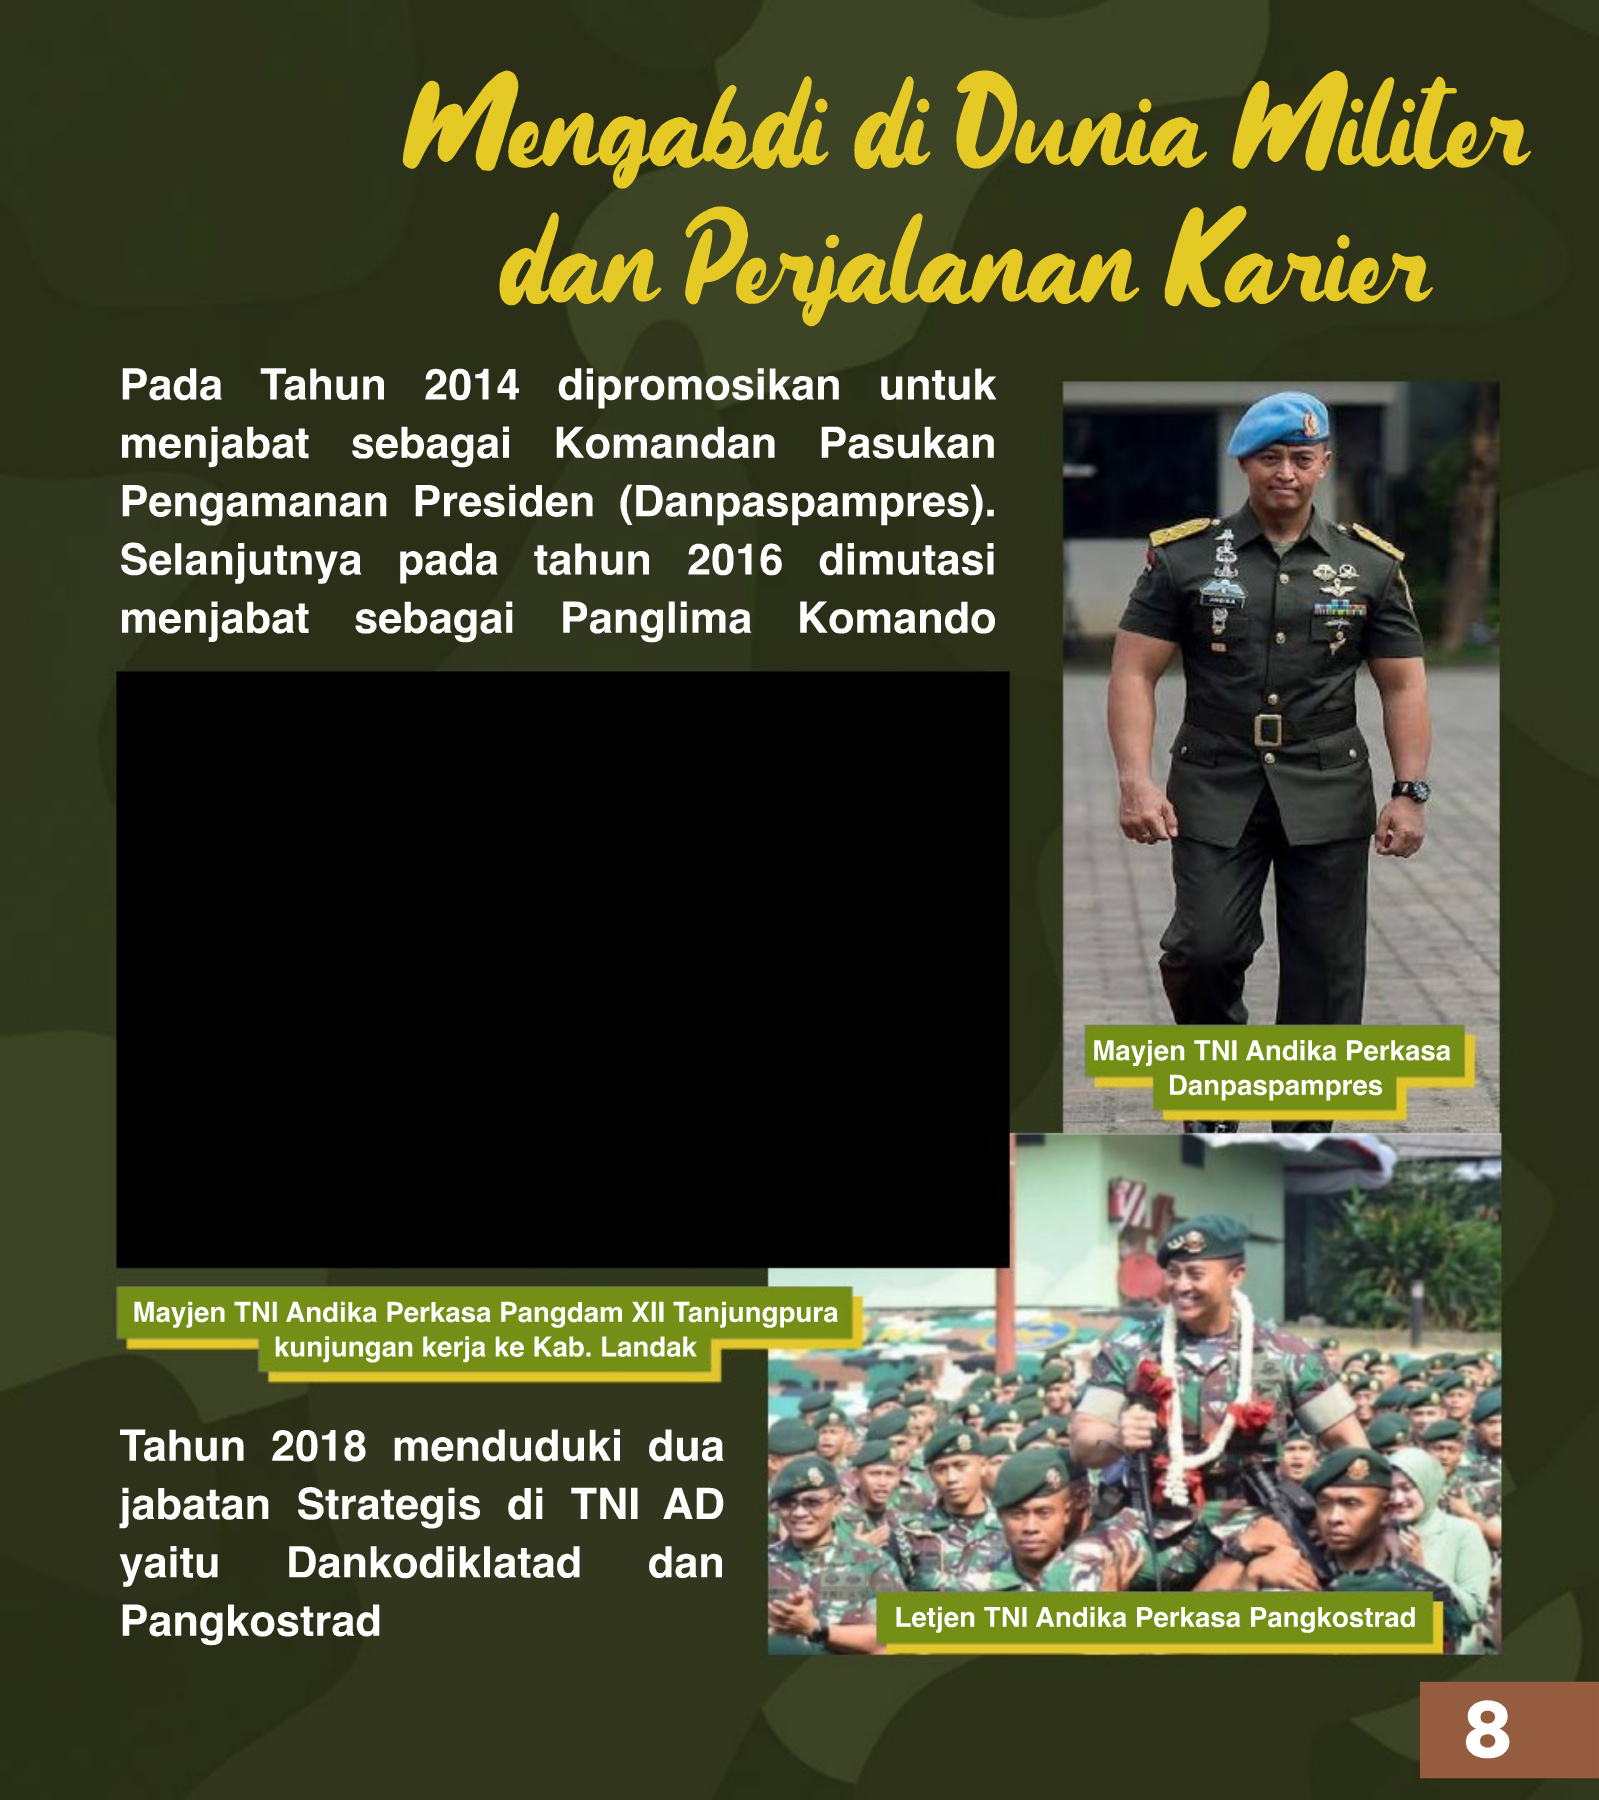 Mengabdi di Dunia Militer
dan Perjalanan Karier
Pada Tahun 2014 dipromosikan untuk
menjabat sebagai Komandan Pasukan
Pengamanan Presiden (Danpaspampres).
Selanjutnya pada tahun 2016 dimutasi
menjabat sebagai Panglima Komando
ANDIKA
Mayjen TNI Andika Perkasa
Danpaspampres
Mayjen TNI Andika Perkasa Pangdam XII Tanjungpura
kunjungan kerja ke Kab. Landak
Tahun 2018 menduduki dua
jabatan Strategis di TNI AD
yaitu Dankodiklatad dan
Pangkostrad
Letjen TNI Andika Perkasa Pangkostrad
8